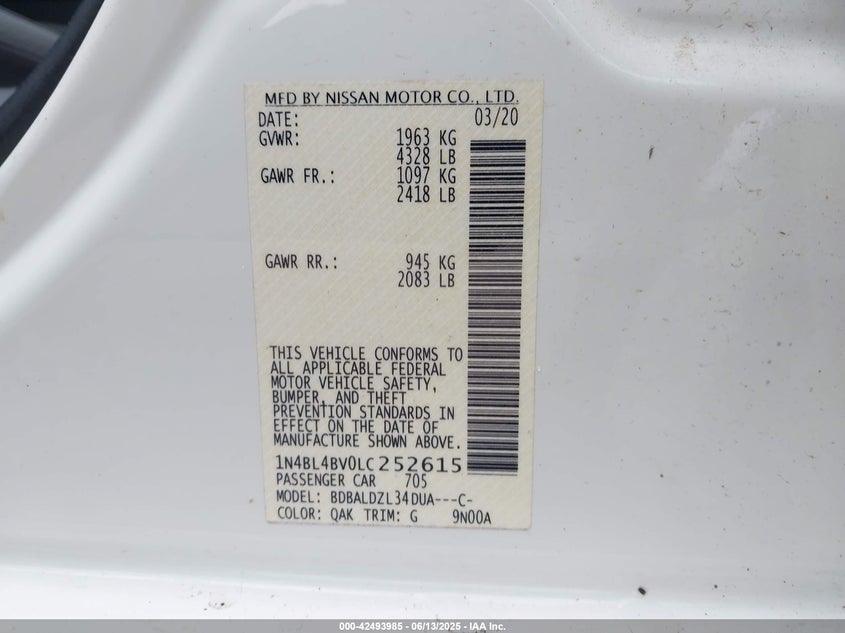 MFD BY NISSAN MOTOR CO., LTD.
DATE: 03/20
GVWR: 1963 KG
4328 LB
GAWR FR.: 1097 KG
2418 LB
GAWR RR.: 945 KG
2083 LB
THIS VEHICLE CONFORMS TO
ALL APPLICABLE FEDERAL
MOTOR VEHICLE SAFETY,
BUMPER, AND THEFT
PREVENTION STANDARDS IN
EFFECT ON THE DATE OF
MANUFACTURE SHOWN ABOVE.
1N4BL4BV0LC252615
PASSENGER CAR 705
MODEL: BDBALDZL34DUA---C-
COLOR: QAK TRIM: G 9N00A
000-42493985 - 06/13/2025 - IAA Inc.